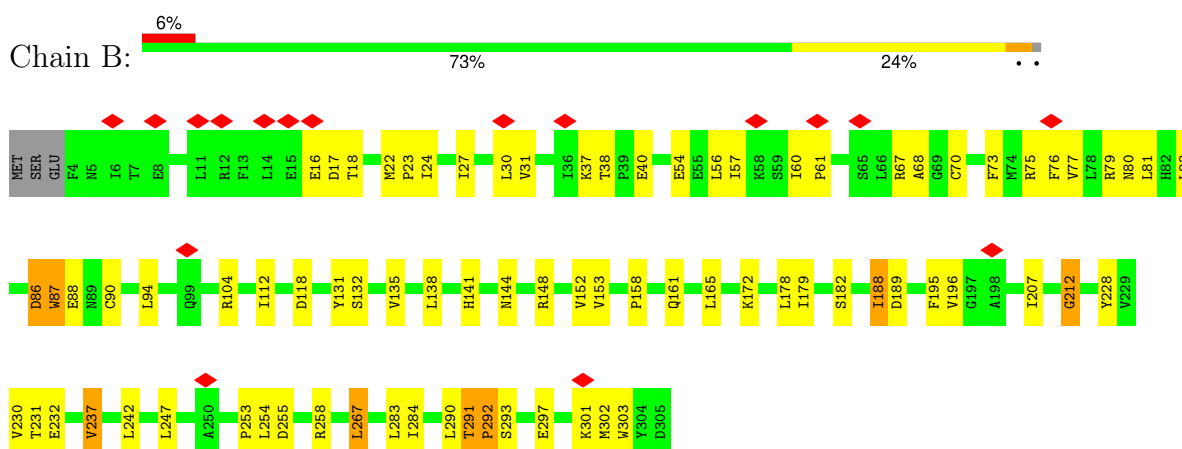 6%
Chain B:
73% 24% • •
MET SER GLU F4 N5 I6 T7 E8 L11 R12 F13 L14 E15 E16 D17 T18 M22 P23 I24 I27 L30 V31 I36 K37 T38 P39 E40 E54 E55 L56 I57 K58 S59 I60 P61 S65 L66 R67 A68 G69 C70 F73 M74 R75 F76 V77 L78 R79 N80 L81 H82
D86 W87 E88 N89 C90 L94 Q99 R104 I112 D118 Y131 S132 V135 L138 H141 N144 R148 V152 V153 P158 Q161 L165 K172 L178 I179 S182 I188 D189 F195 V196 G197 A198 I207 G212 Y228 V229
V230 T231 E232 V237 L242 L247 A250 P253 L254 D255 R258 L267 L283 I284 L290 T291 P292 S293 E297 K301 M302 W303 Y304 D305